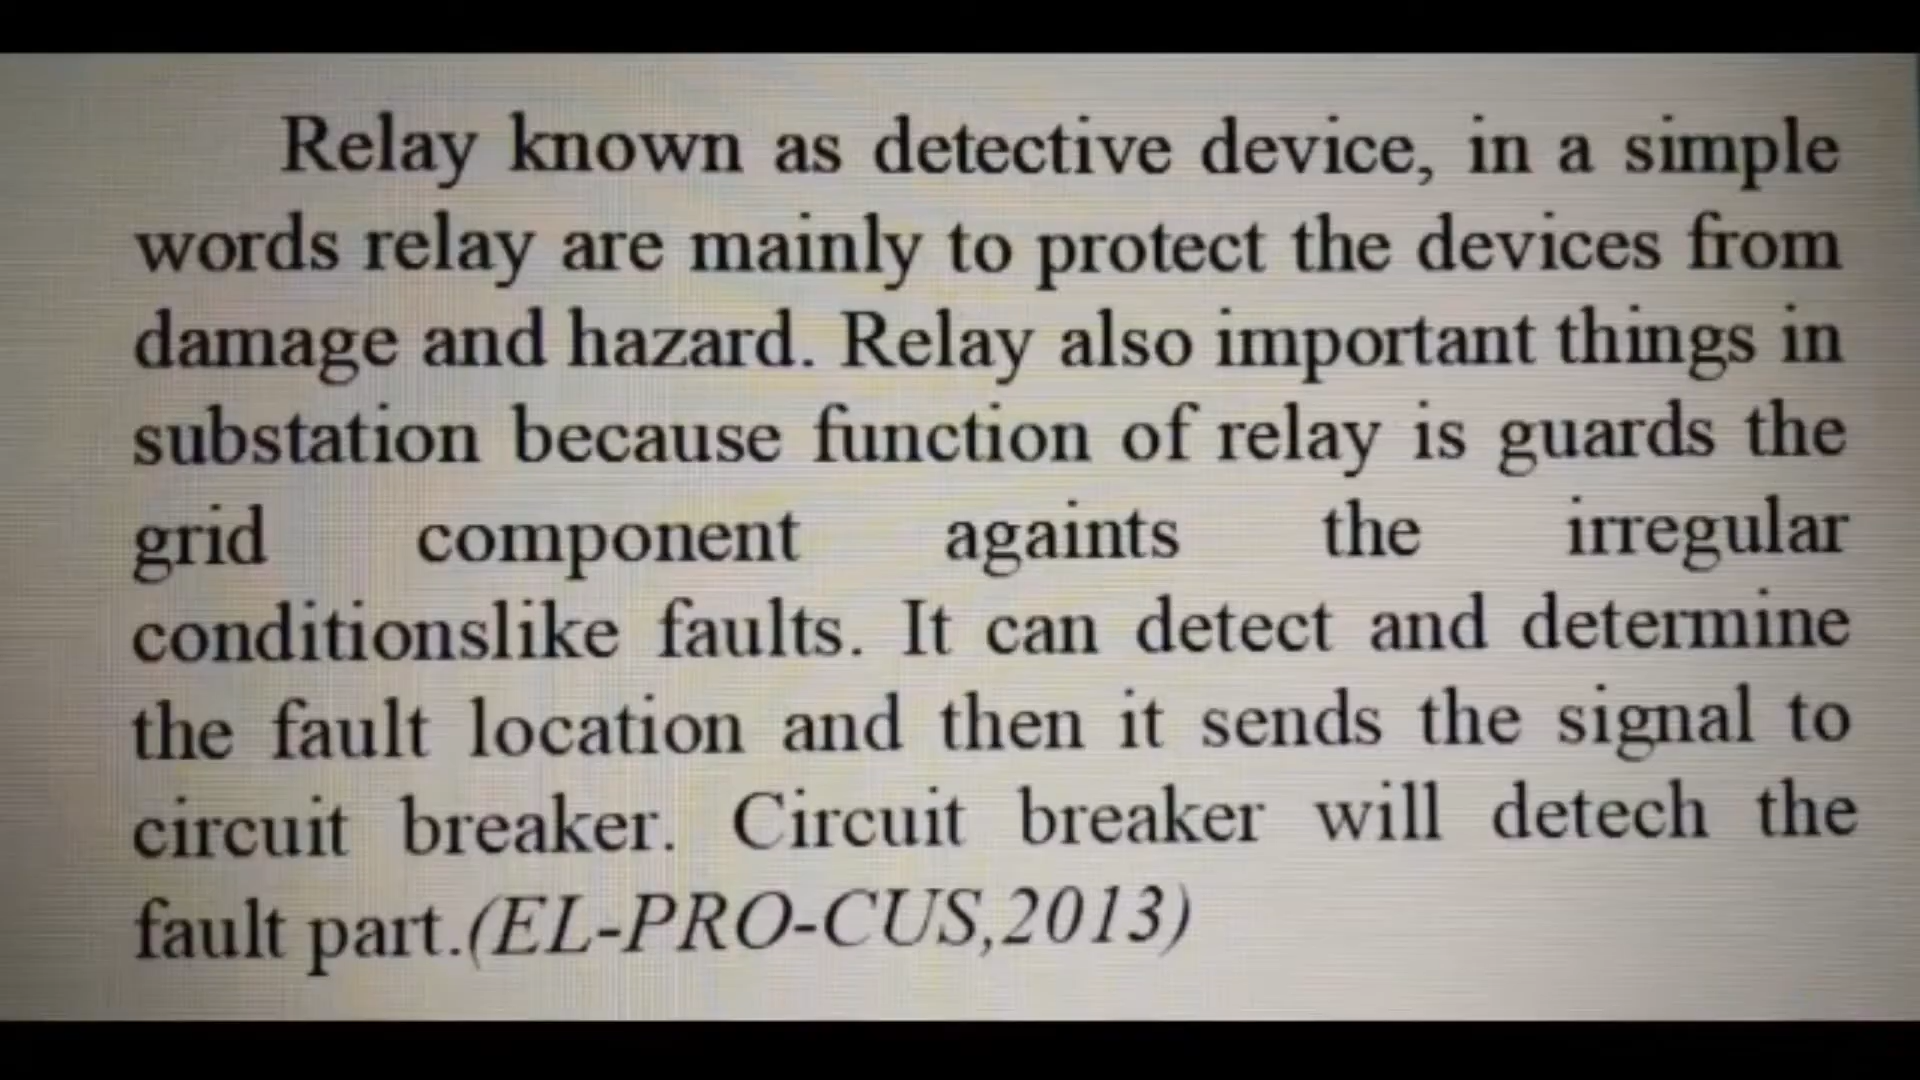 Relay known as detective device, in a simple
words relay are mainly to protect the devices from
damage and hazard. Relay also important things in
substation because function of relay is guards the
grid component againts the irregular
conditionslike faults. It can detect and determine
the fault location and then it sends the signal to
circuit breaker. Circuit breaker will detech the
fault part.(EL-PRO-CUS,2013)